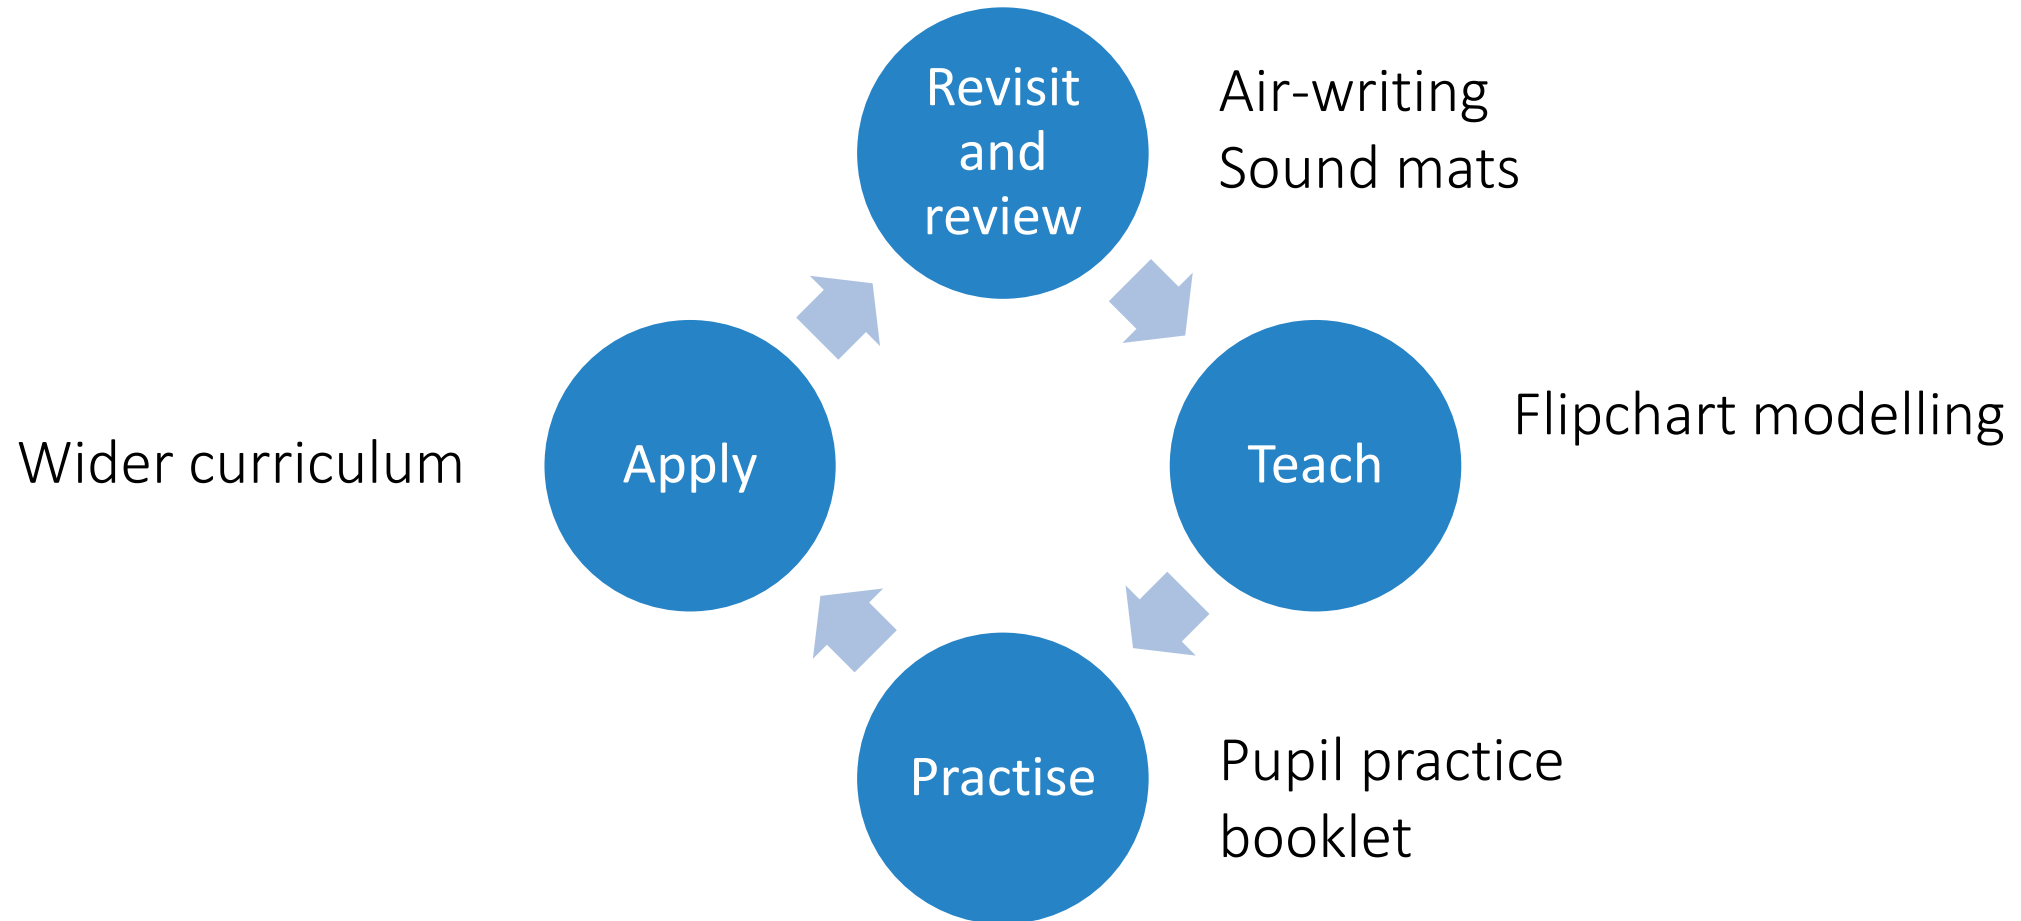 Revisit
and
review
Air-writing
Sound mats
Teach
Flipchart modelling
Practise
Pupil practice
booklet
Apply
Wider curriculum